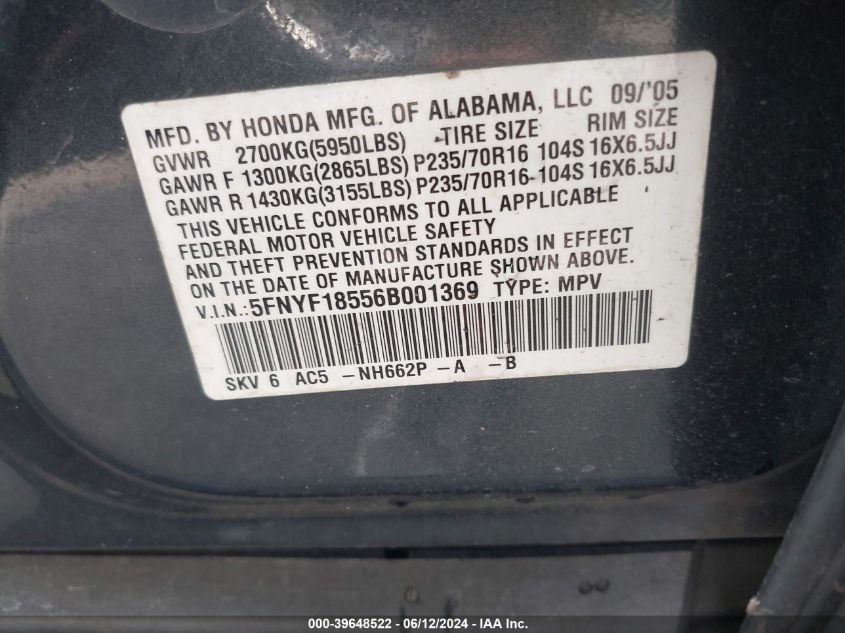 MFD. BY HONDA MFG. OF ALABAMA, LLC 09/'05
GVWR 2700KG(5950LBS) TIRE SIZE RIM SIZE
GAWR F 1300KG(2865LBS) P235/70R16 104S 16X6.5JJ
GAWR R 1430KG(3155LBS) P235/70R16 104S 16X6.5JJ
THIS VEHICLE CONFORMS TO ALL APPLICABLE
FEDERAL MOTOR VEHICLE SAFETY
AND THEFT PREVENTION STANDARDS IN EFFECT
ON THE DATE OF MANUFACTURE SHOWN ABOVE.
V.I.N.: 5FNYF18556B001369 TYPE: MPV
SKV 6 AC5 -NH662P -A -B
000-39648522 - 06/12/2024 - IAAI Holdings, Inc.